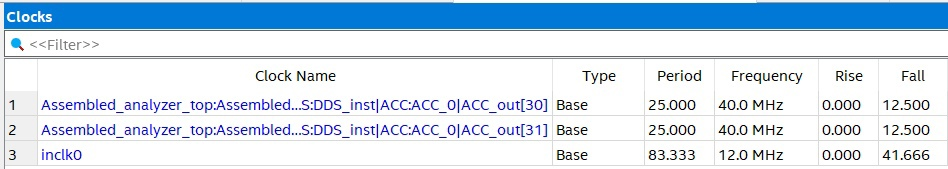 Clocks
<<Filter>>
Clock Name Type Period Frequency Rise Fall
1 Assembled_analyzer_top:Assembled...S:DDS_inst|ACC:ACC_0|ACC_out[30] Base 25.000 40.0 MHz 0.000 12.500
2 Assembled_analyzer_top:Assembled...S:DDS_inst|ACC:ACC_0|ACC_out[31] Base 25.000 40.0 MHz 0.000 12.500
3 inclk0 Base 83.333 12.0 MHz 0.000 41.666